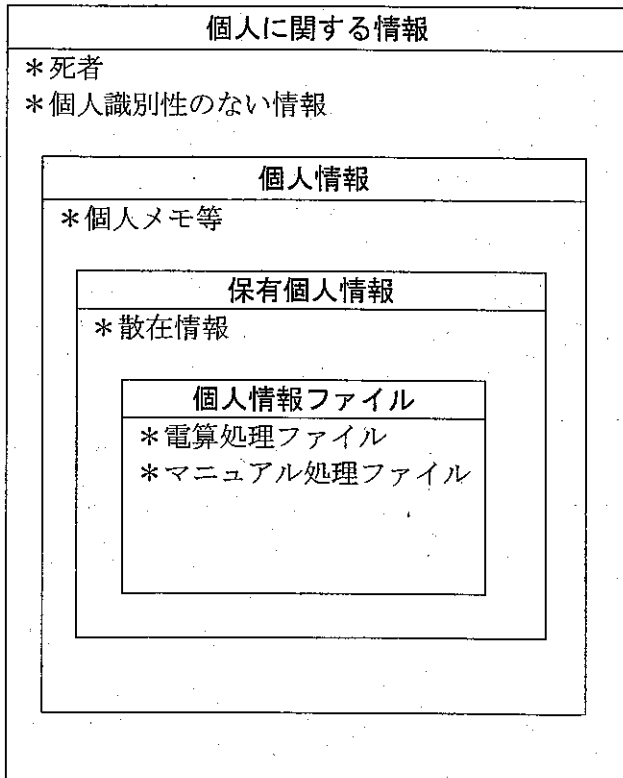 個人に関する情報
＊死者
＊個人識別性のない情報
個人情報
＊個人メモ等
保有個人情報
＊散在情報
個人情報ファイル
＊電算処理ファイル
＊マニュアル処理ファイル